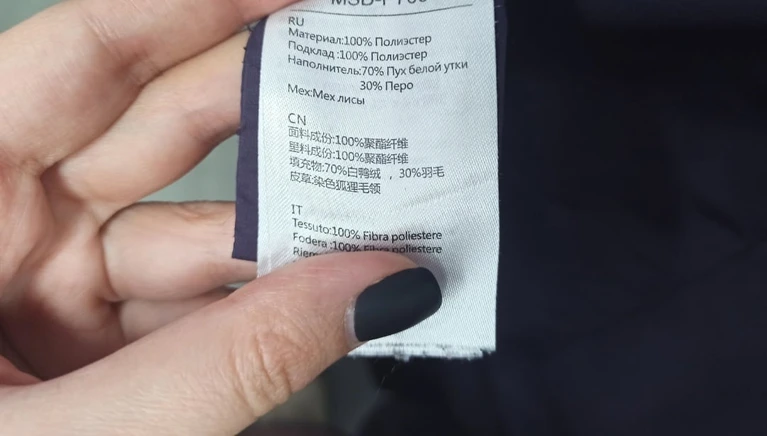 RU
Материал:100% Полиэстер
Подклад :100% Полиэстер
Наполнитель:70% Пух белой утки
30% Перо
Мех:Мех лисы
CN
面料成份:100%聚酯纤维
里料成份:100%聚酯纤维
填充物:70%白鸭绒 ，30%羽毛
皮草:染色狐狸毛领
IT
Tessuto:100% Fibra poliestere
Fodera :100% Fibra poliestere